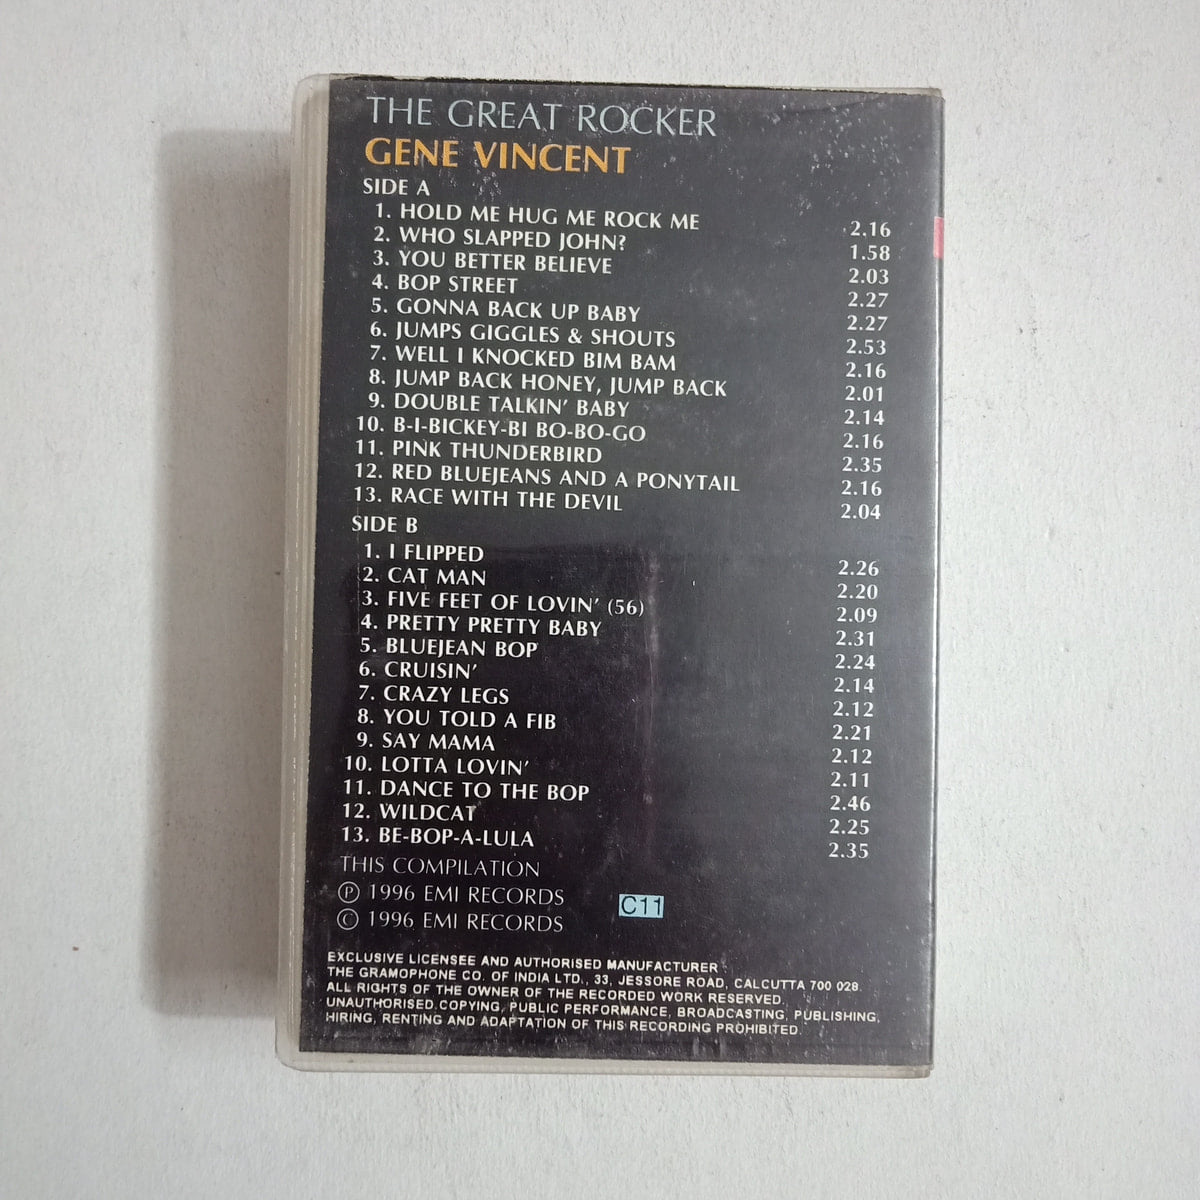 THE GREAT ROCKER
GENE VINCENT
SIDE A
1. HOLD ME HUG ME ROCK ME 2.16
2. WHO SLAPPED JOHN? 1.58
3. YOU BETTER BELIEVE 2.03
4. BOP STREET 2.27
5. GONNA BACK UP BABY 2.27
6. JUMPS GIGGLES & SHOUTS 2.53
7. WELL I KNOCKED BIM BAM 2.16
8. JUMP BACK HONEY, JUMP BACK 2.01
9. DOUBLE TALKIN' BABY 2.14
10. B-I-BICKEY-BI BO-BO-GO 2.16
11. PINK THUNDERBIRD 2.35
12. RED BLUEJEANS AND A PONYTAIL 2.16
13. RACE WITH THE DEVIL 2.04
SIDE B
1. I FLIPPED 2.26
2. CAT MAN 2.20
3. FIVE FEET OF LOVIN' (56) 2.09
4. PRETTY PRETTY BABY 2.31
5. BLUEJEAN BOP 2.24
6. CRUISIN' 2.14
7. CRAZY LEGS 2.12
8. YOU TOLD A FIB 2.21
9. SAY MAMA 2.12
10. LOTTA LOVIN' 2.11
11. DANCE TO THE BOP 2.46
12. WILDCAT 2.25
13. BE-BOP-A-LULA 2.35
THIS COMPILATION
℗ 1996 EMI RECORDS
© 1996 EMI RECORDS
C11
EXCLUSIVE LICENSEE AND AUTHORISED MANUFACTURER
THE GRAMOPHONE CO. OF INDIA LTD., 33, JESSORE ROAD, CALCUTTA 700 028.
ALL RIGHTS OF THE OWNER OF THE RECORDED WORK RESERVED.
UNAUTHORISED COPYING, PUBLIC PERFORMANCE, BROADCASTING, PUBLISHING,
HIRING, RENTING AND ADAPTATION OF THIS RECORDING PROHIBITED.